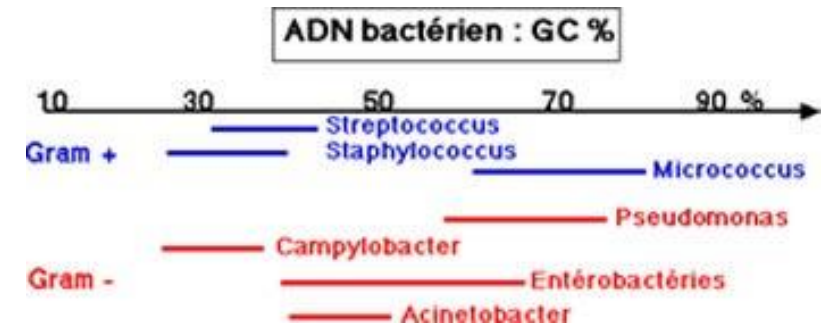 ADN bactérien : GC %
10 30 50 70 90 %
Streptococcus
Gram + Staphylococcus
Micrococcus
Pseudomonas
Campylobacter
Gram - Entérobactéries
Acinetobacter